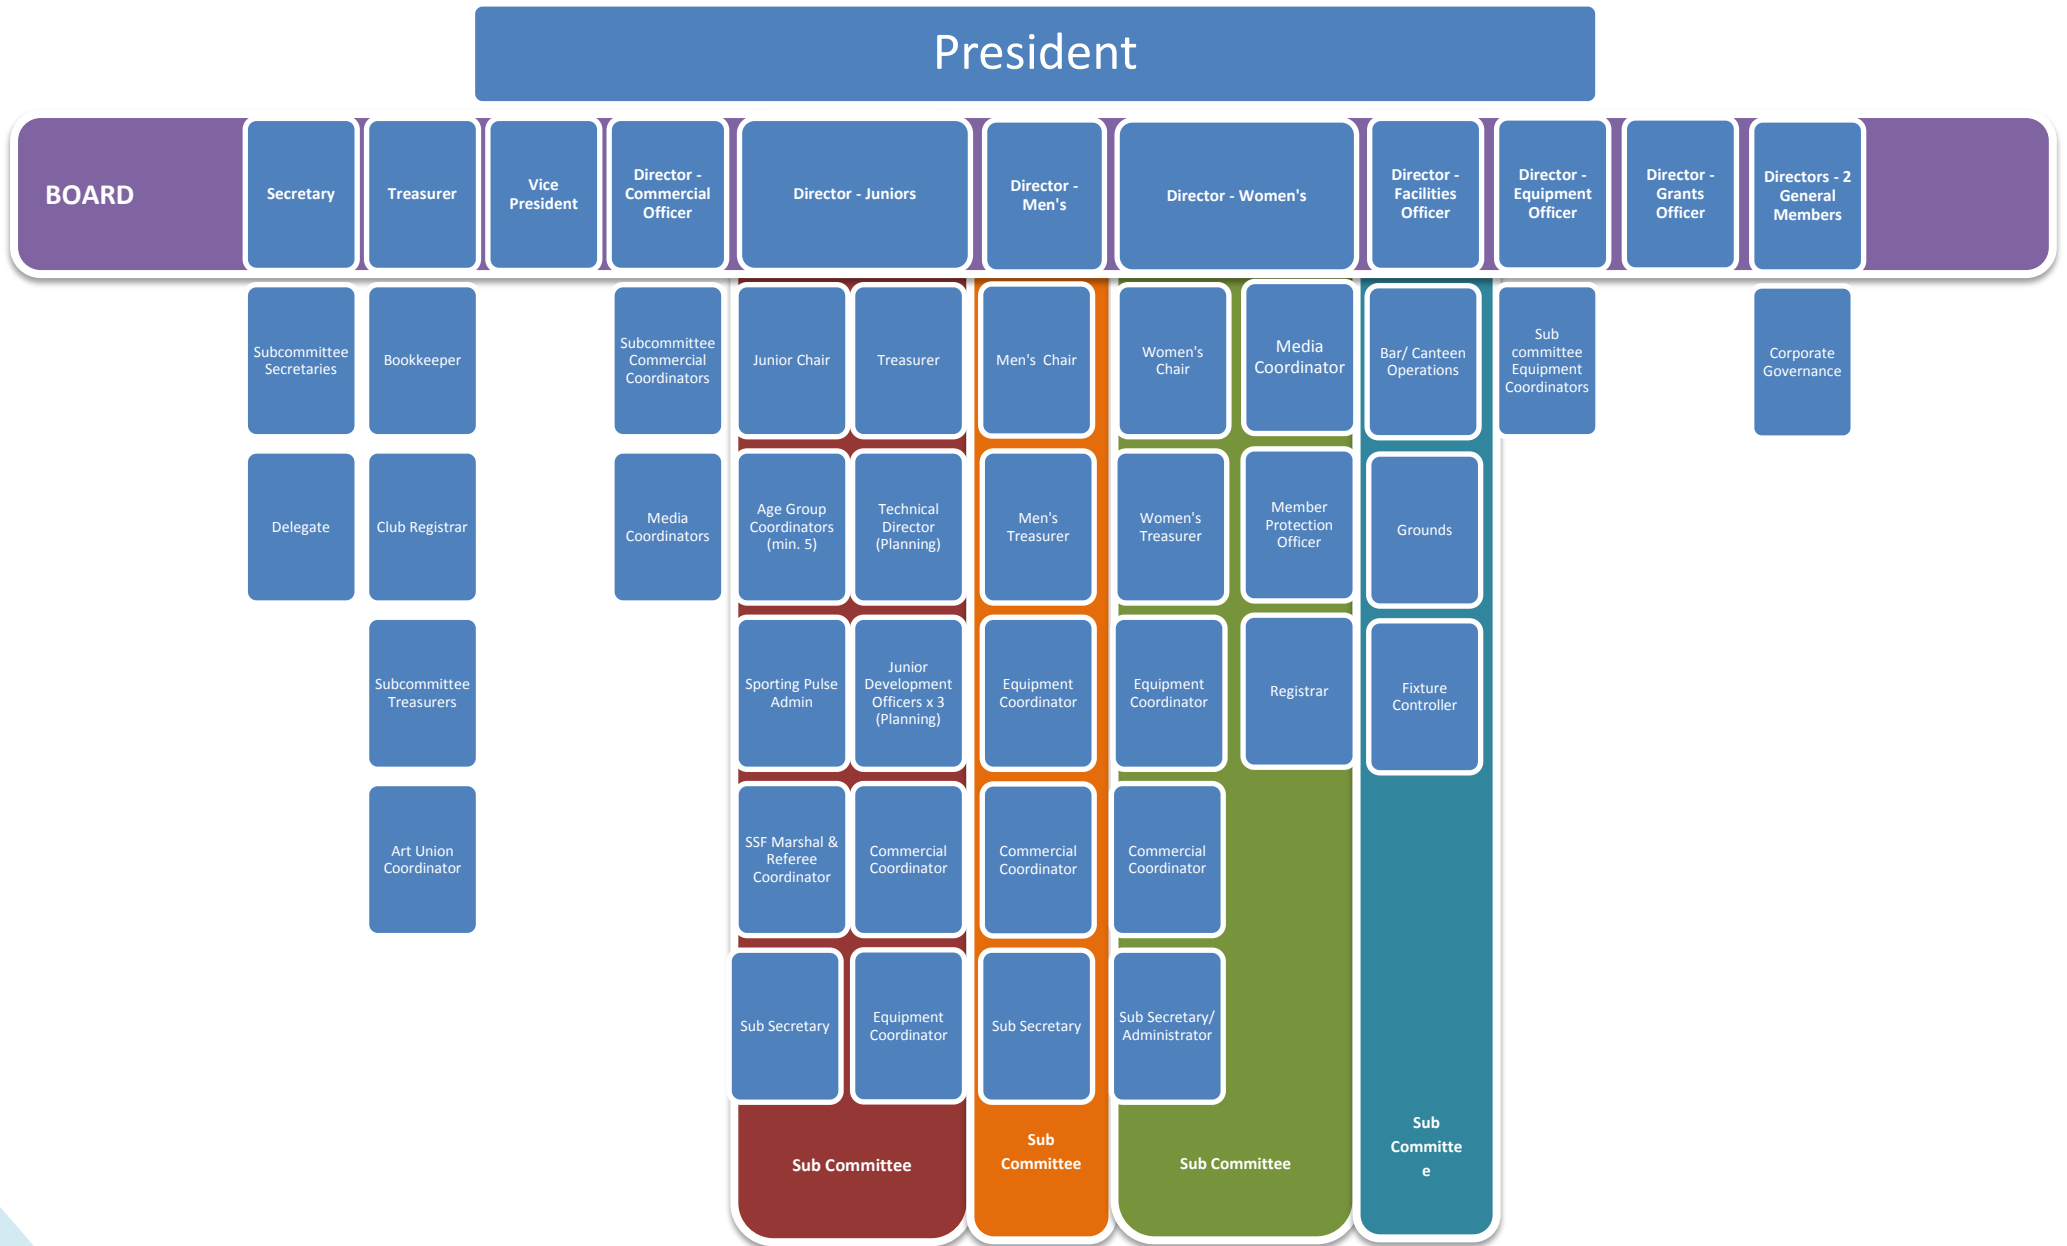 President
BOARD
Secretary
Treasurer
Vice
President
Director -
Commercial
Officer
Director - Juniors
Director -
Men's
Director - Women's
Director -
Facilities
Officer
Director -
Equipment
Officer
Director -
Grants
Officer
Directors - 2
General
Members
Subcommittee
Secretaries
Bookkeeper
Subcommittee
Commercial
Coordinators
Junior Chair
Treasurer
Men's  Chair
Women's
Chair
Media
Coordinator
Bar/ Canteen
Operations
Sub
committee
Equipment
Coordinators
Corporate
Governance
Delegate
Club Registrar
Media
Coordinators
Age Group
Coordinators
(min. 5)
Technical
Director
(Planning)
Men's
Treasurer
Women's
Treasurer
Member
Protection
Officer
Grounds
Subcommittee
Treasurers
Sporting Pulse
Admin
Junior
Development
Officers x 3
(Planning)
Equipment
Coordinator
Equipment
Coordinator
Registrar
Fixture
Controller
Art Union
Coordinator
SSF Marshal &
Referee
Coordinator
Commercial
Coordinator
Commercial
Coordinator
Commercial
Coordinator
Sub Secretary
Equipment
Coordinator
Sub Secretary
Sub Secretary/
Administrator
Sub Committee
Sub
Committee
Sub Committee
Sub
Committe
e